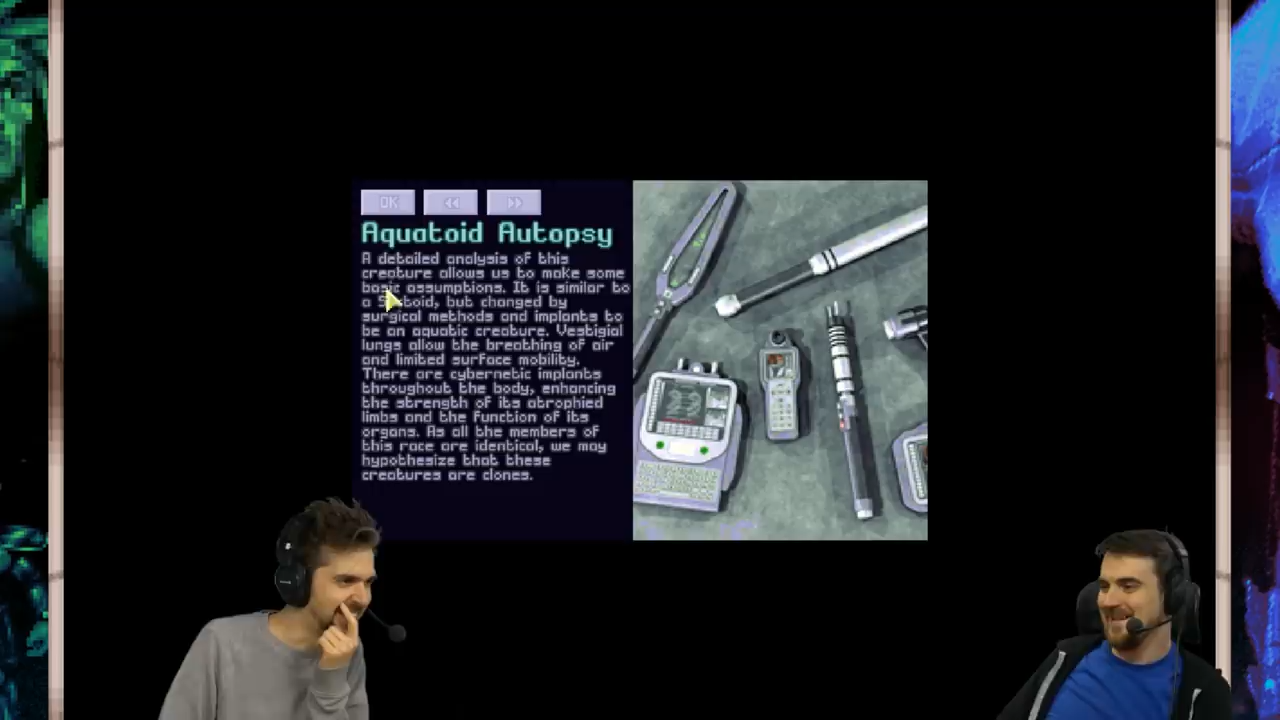 OK
Aquatoid Autopsy
A detailed analysis of this
creature allows us to make some
basic assumptions. It is similar to
a but changed by
surgical methods and implants to
be an aquatic creature. Vestigial
lungs allow the breathing of air
and limited surface mobility.
There are cybernetic implants
throughout the body, enhancing
the strength of its atrophied
limbs and the function of its
organs. As all the members of
this race are identical, we may
hypothesize that these
creatures are clones.